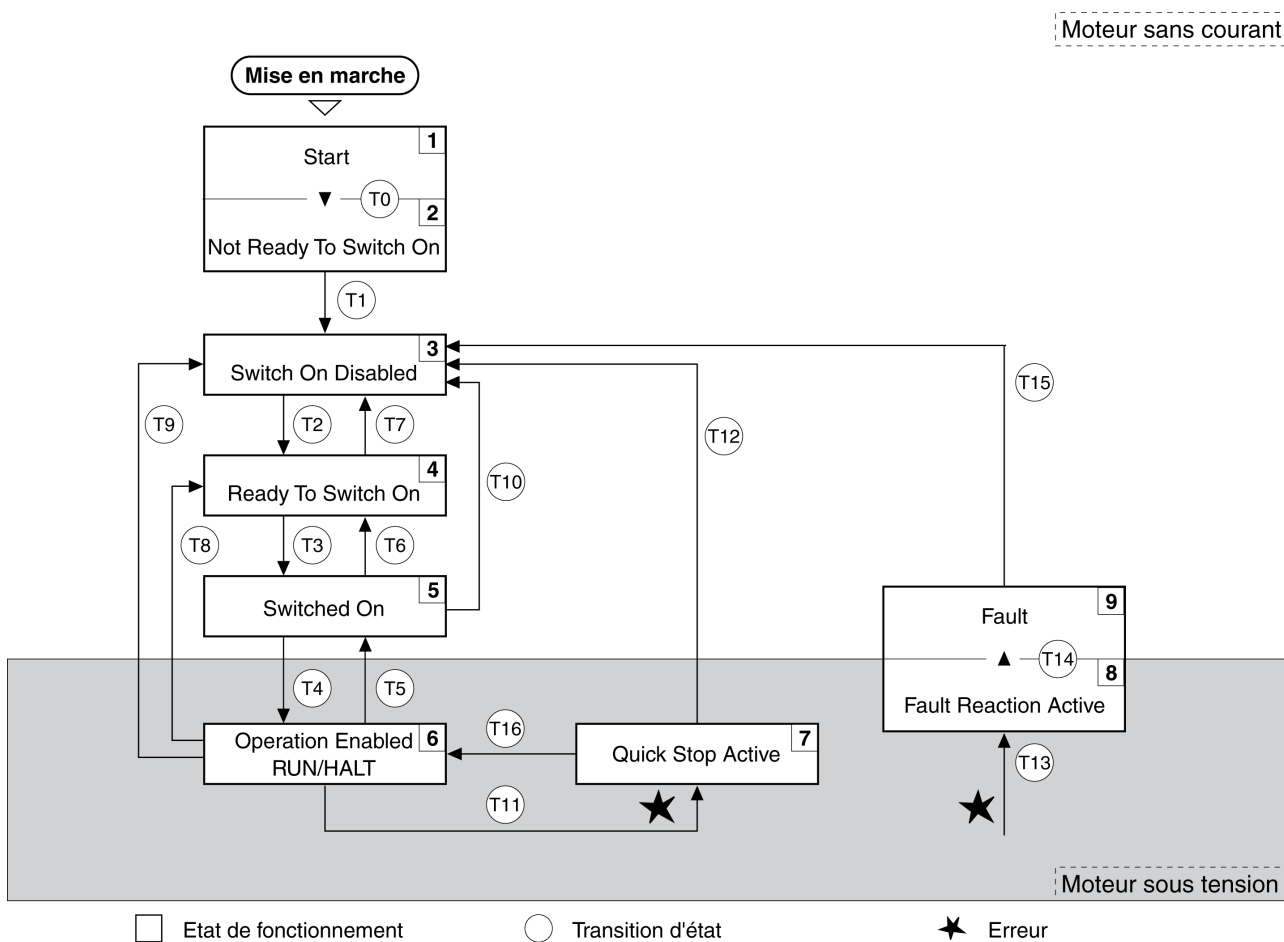 Moteur sans courant
Mise en marche
1
Start
T0
2
Not Ready To Switch On
T1
3
Switch On Disabled
T15
T9
T2
T7
T12
4
Ready To Switch On
T10
T8
T3
T6
5
Switched On
9
Fault
T14
8
Fault Reaction Active
T4
T5
Operation Enabled
6
RUN/HALT
T16
7
Quick Stop Active
T13
T11
Moteur sous tension
Etat de fonctionnement
Transition d'état
Erreur